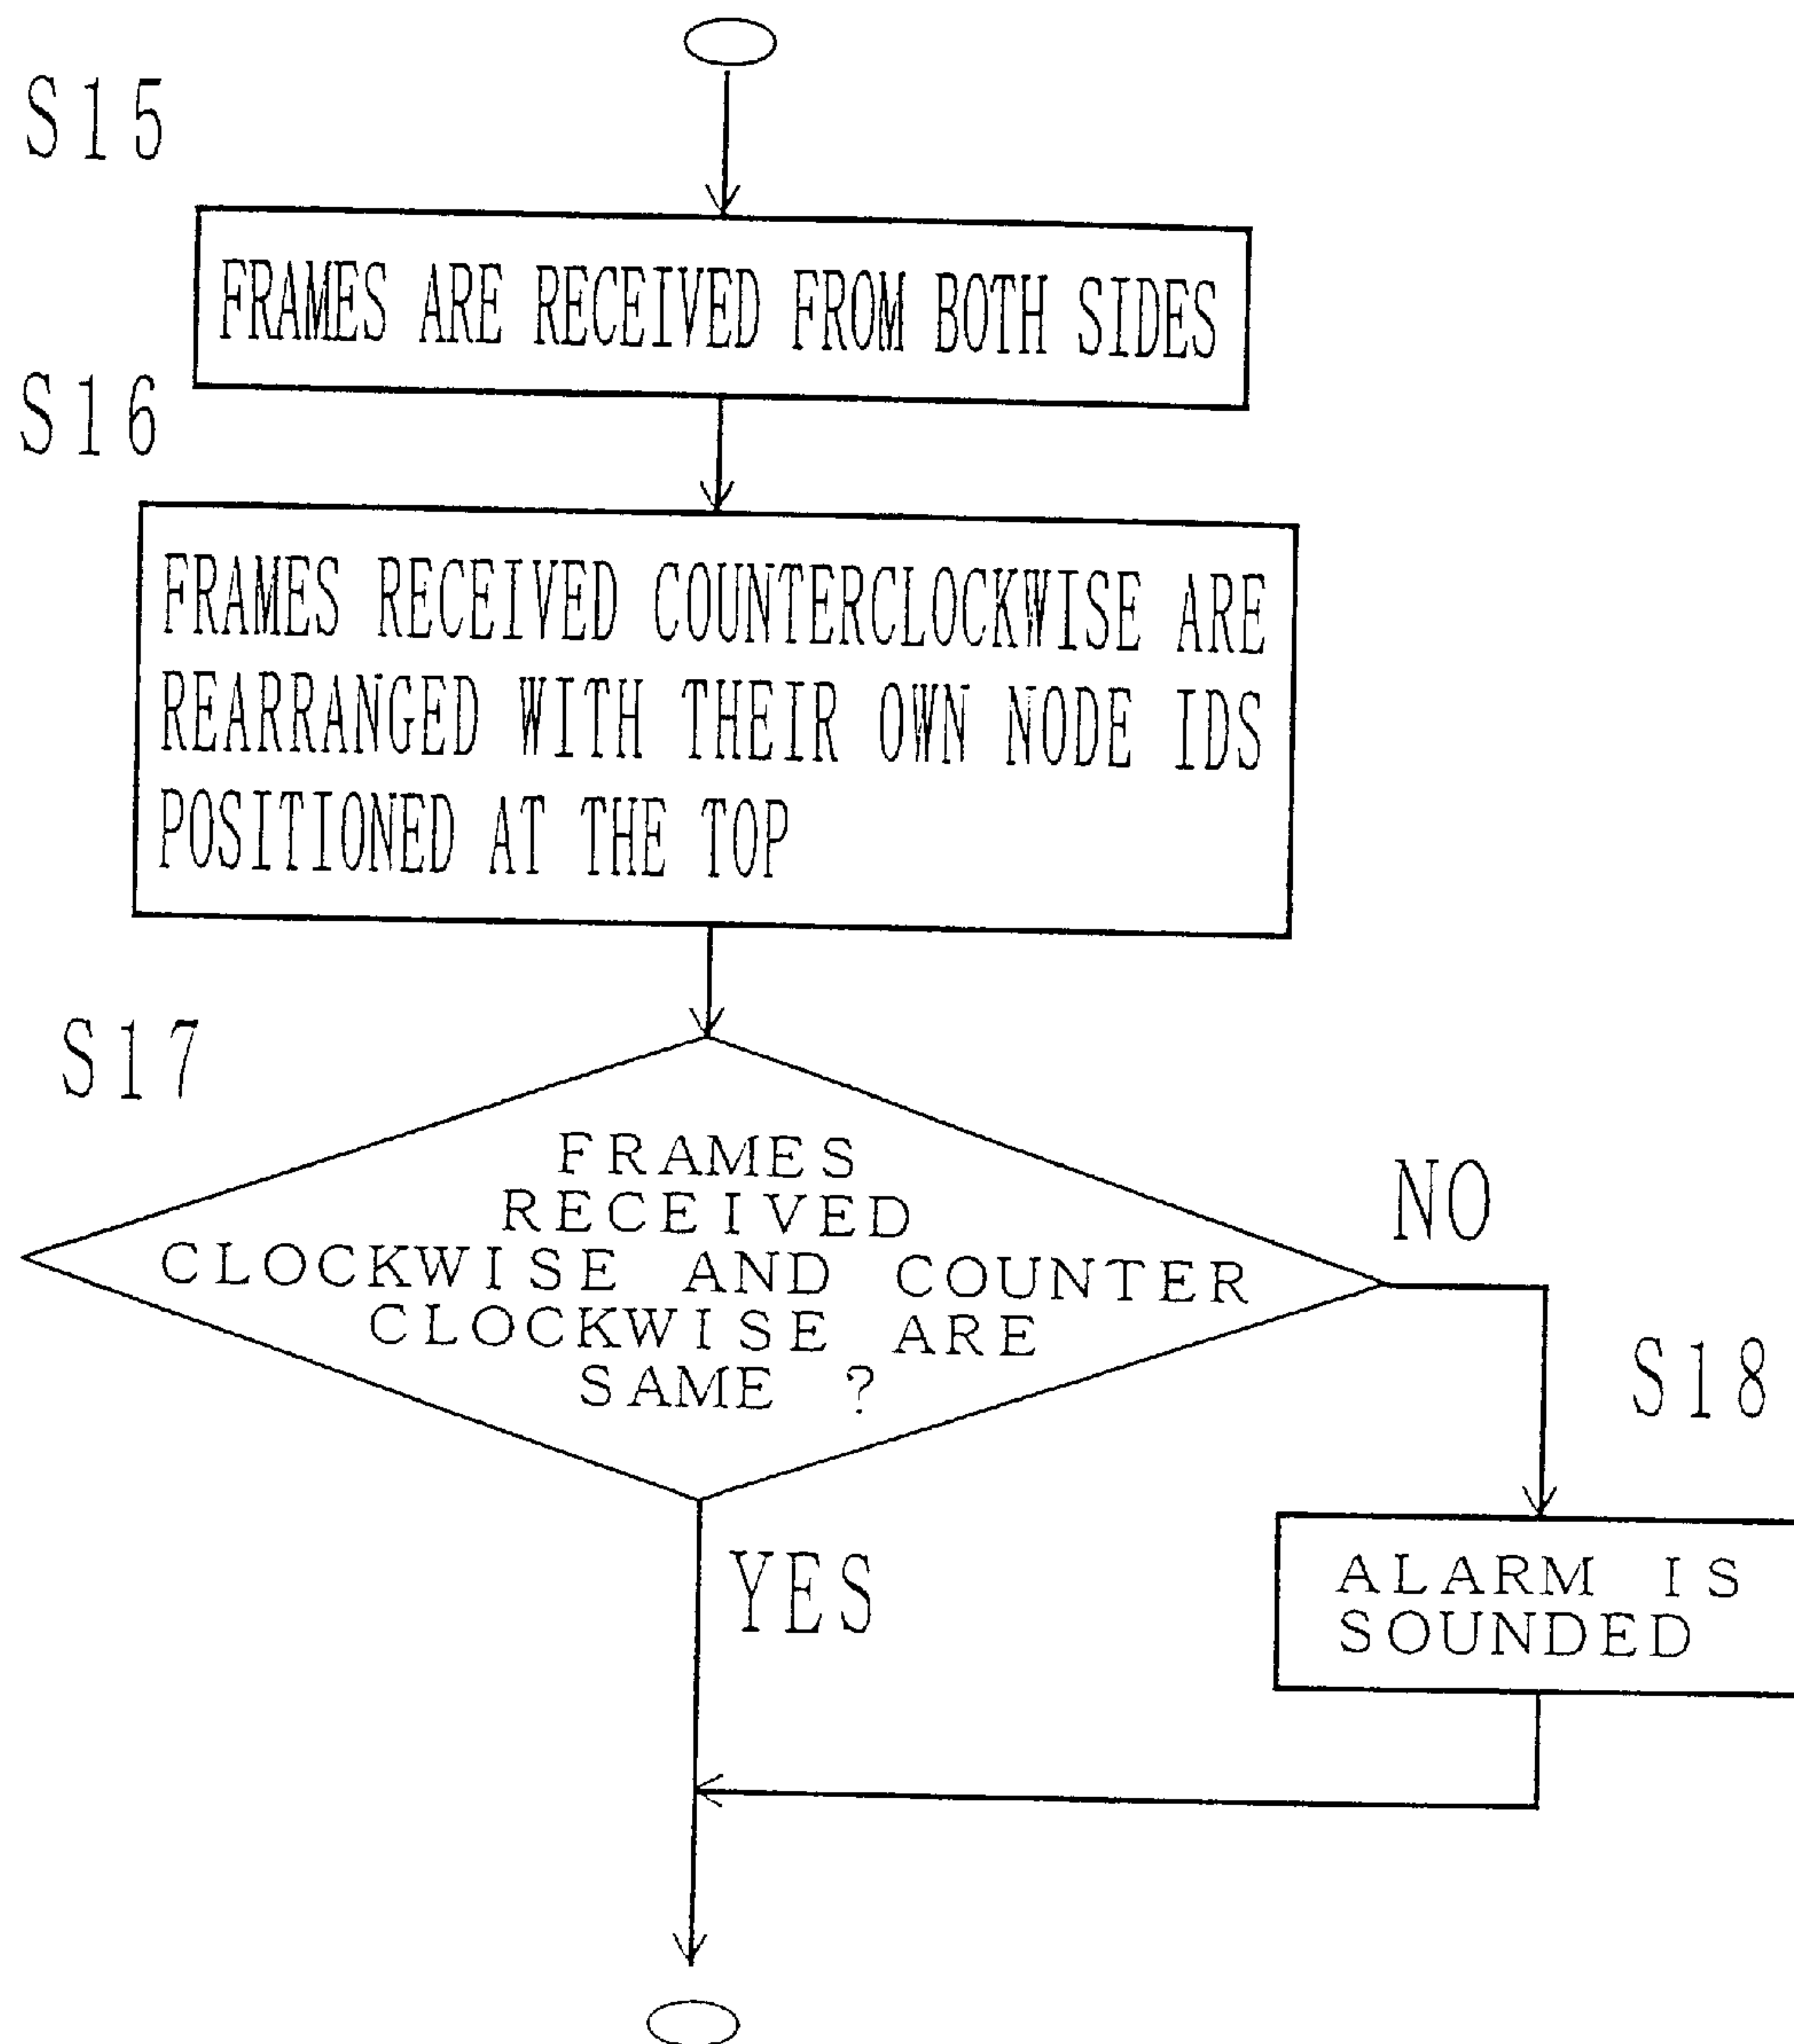 S15
FRAMES ARE RECEIVED FROM BOTH SIDES
S16
FRAMES RECEIVED COUNTERCLOCKWISE ARE
REARRANGED WITH THEIR OWN NODE IDS
POSITIONED AT THE TOP
S17
FRAMES
RECEIVED
CLOCKWISE AND COUNTER
CLOCKWISE ARE
SAME ?
NO
S18
YES
ALARM IS
SOUNDED